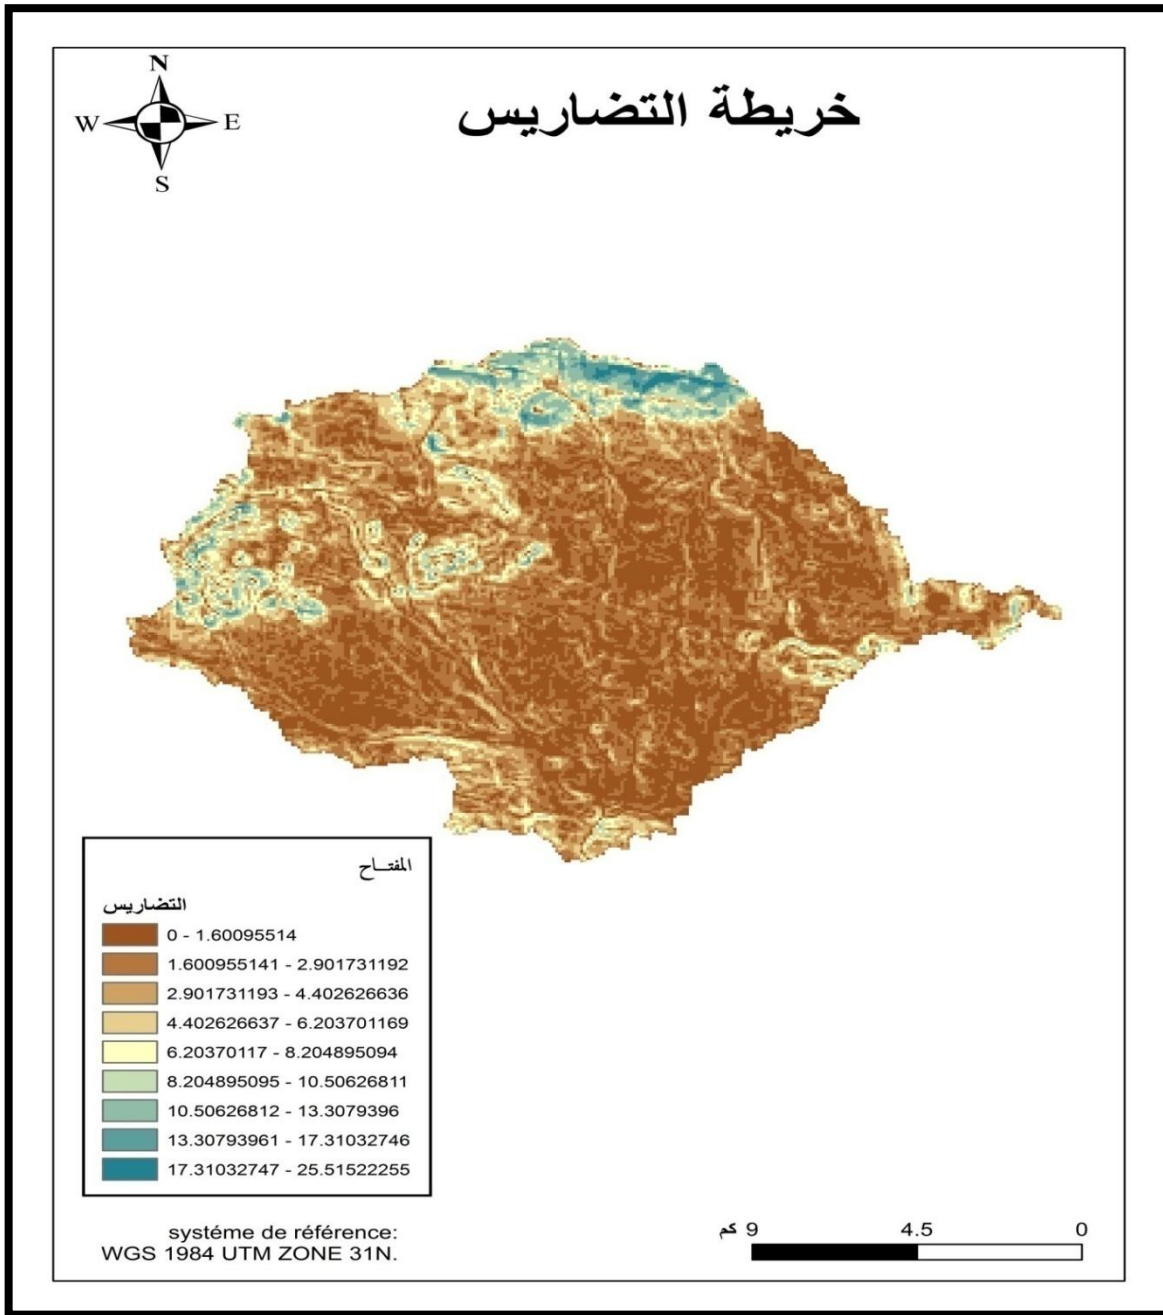 N
W E
S
خريطة التضاريس
المفتــاح
التضاريس
0 - 1.60095514
1.600955141 - 2.901731192
2.901731193 - 4.402626636
4.402626637 - 6.203701169
6.20370117 - 8.204895094
8.204895095 - 10.50626811
10.50626812 - 13.3079396
13.30793961 - 17.31032746
17.31032747 - 25.51522255
systéme de référence:
WGS 1984 UTM ZONE 31N.
كم 9 4.5 0